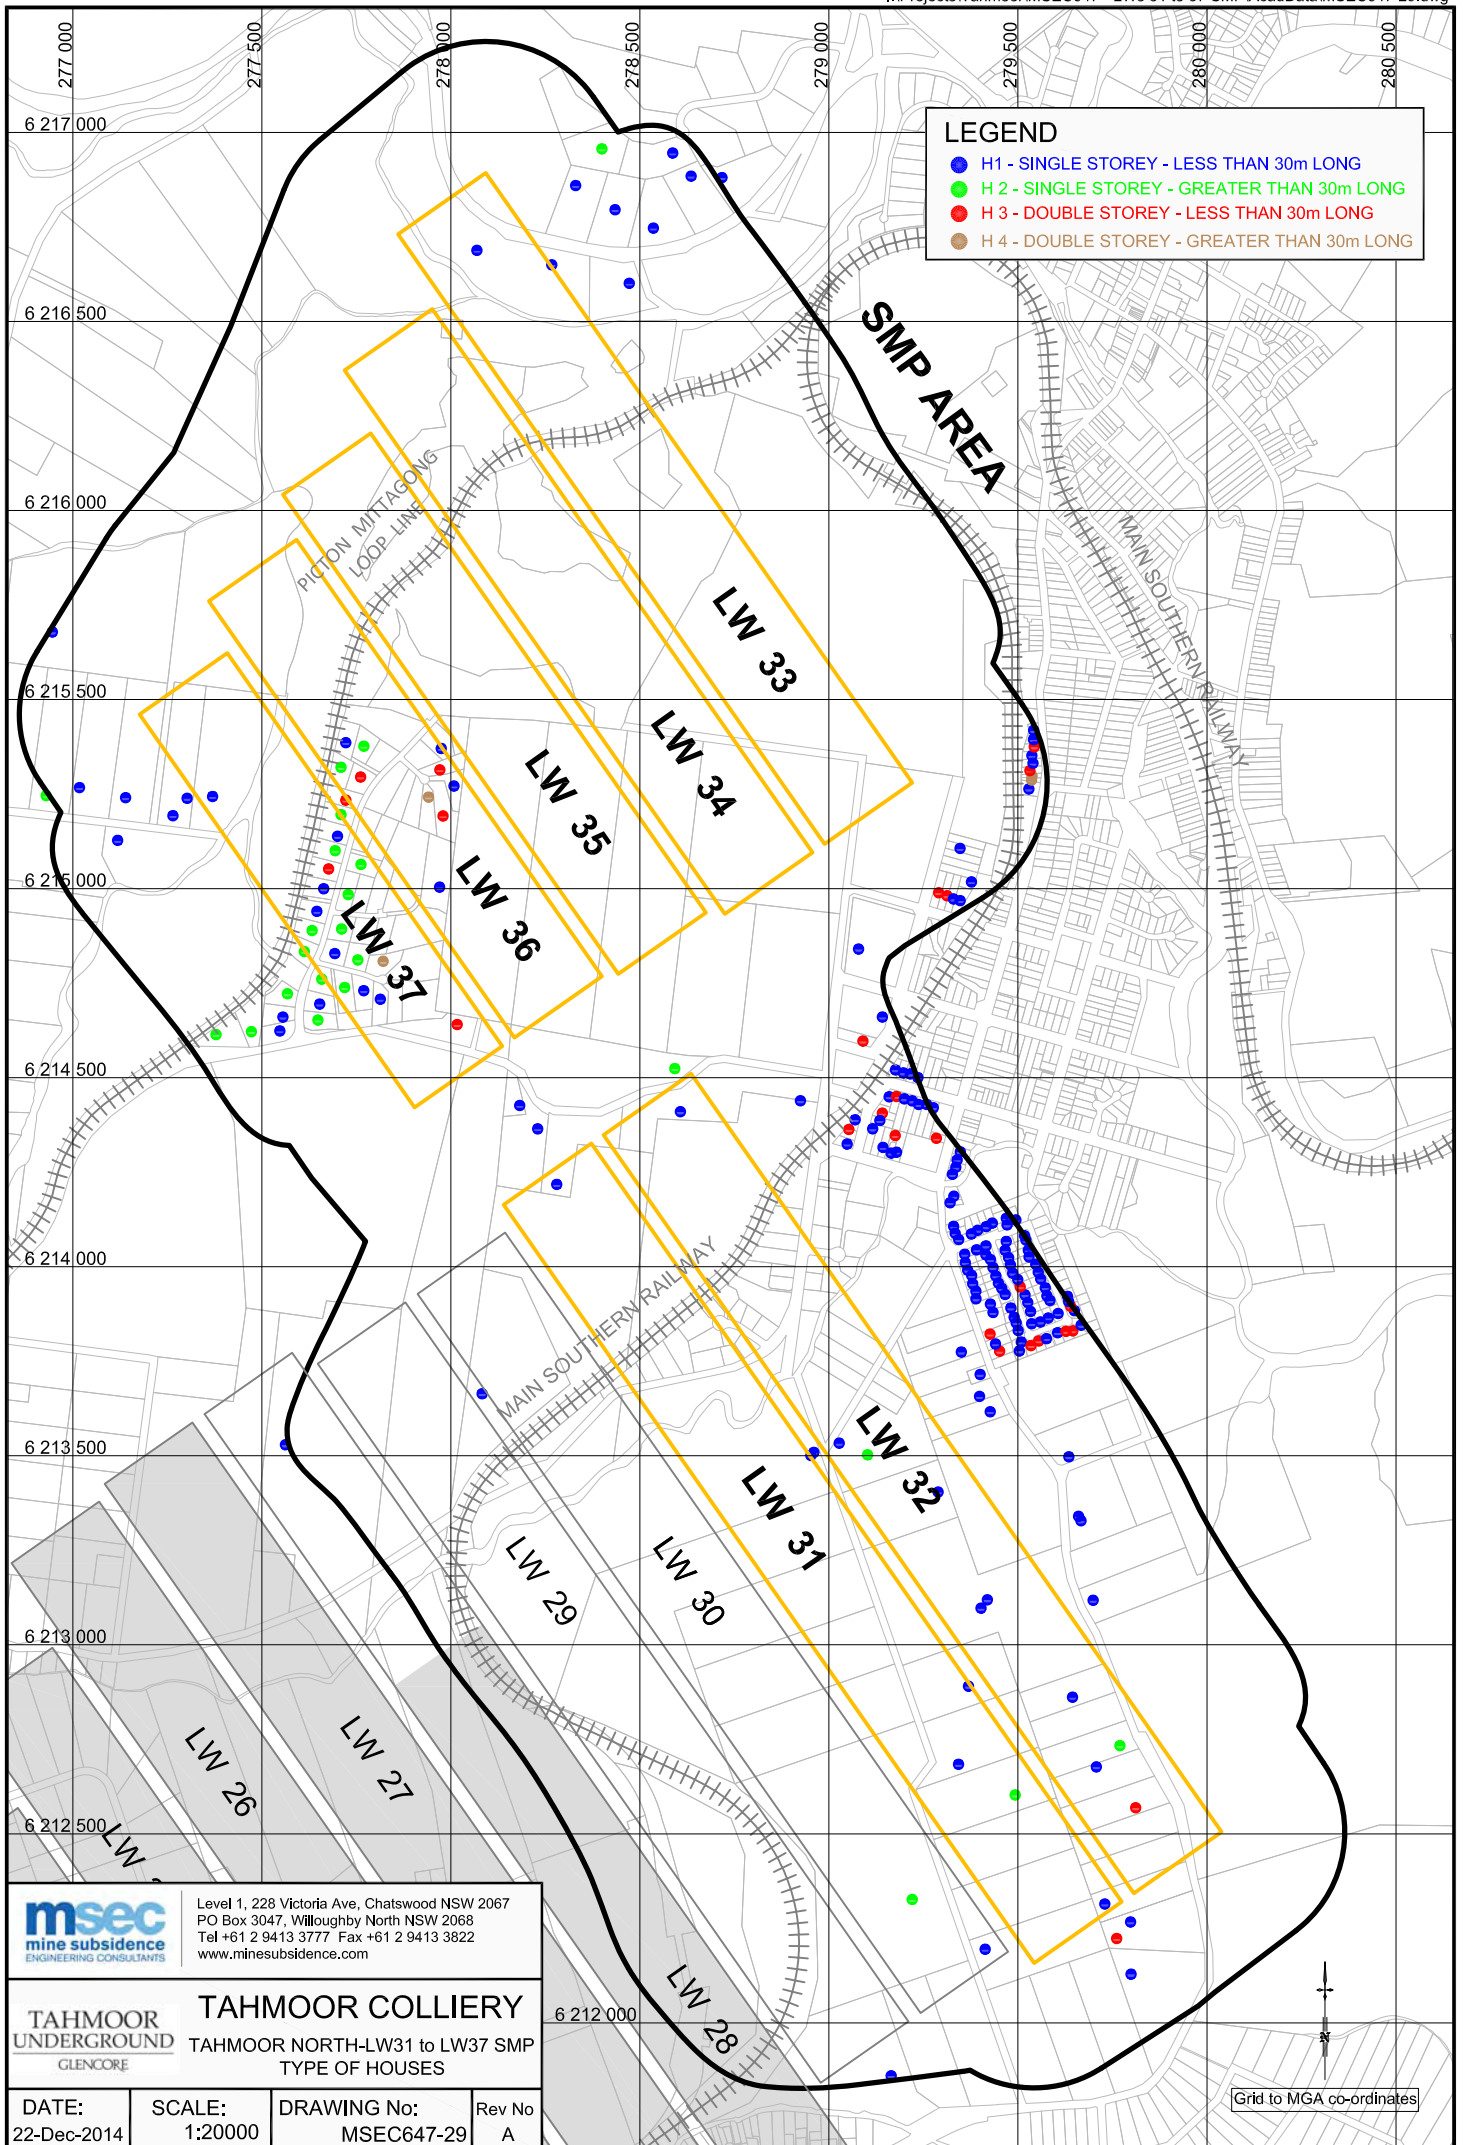 277 000
277 500
278 000
278 500
279 000
279 500
280 000
280 500
LEGEND
H1 - SINGLE STOREY - LESS THAN 30m LONG
H 2 - SINGLE STOREY - GREATER THAN 30m LONG
H 3 - DOUBLE STOREY - LESS THAN 30m LONG
H 4 - DOUBLE STOREY - GREATER THAN 30m LONG
6 217 000
6 216 500
6 216 000
6 215 500
6 215 000
6 214 500
6 214 000
6 213 500
6 213 000
6 212 500
6 212 000
SMP AREA
PICTON MITTAGONG
LOOP LINE
MAIN SOUTHERN RAILWAY
LW 33
LW 34
LW 35
LW 36
LW 37
MAIN SOUTHERN RAILWAY
LW 32
LW 31
LW 30
LW 29
LW 28
LW 27
LW 26
LW
msec
mine subsidence
ENGINEERING CONSULTANTS
Level 1, 228 Victoria Ave, Chatswood NSW 2067
PO Box 3047, Willoughby North NSW 2068
Tel +61 2 9413 3777 Fax +61 2 9413 3822
www.minesubsidence.com
TAHMOOR
UNDERGROUND
GLENCORE
TAHMOOR COLLIERY
TAHMOOR NORTH-LW31 to LW37 SMP
TYPE OF HOUSES
DATE:
22-Dec-2014
SCALE:
1:20000
DRAWING No:
MSEC647-29
Rev No
A
N
Grid to MGA co-ordinates